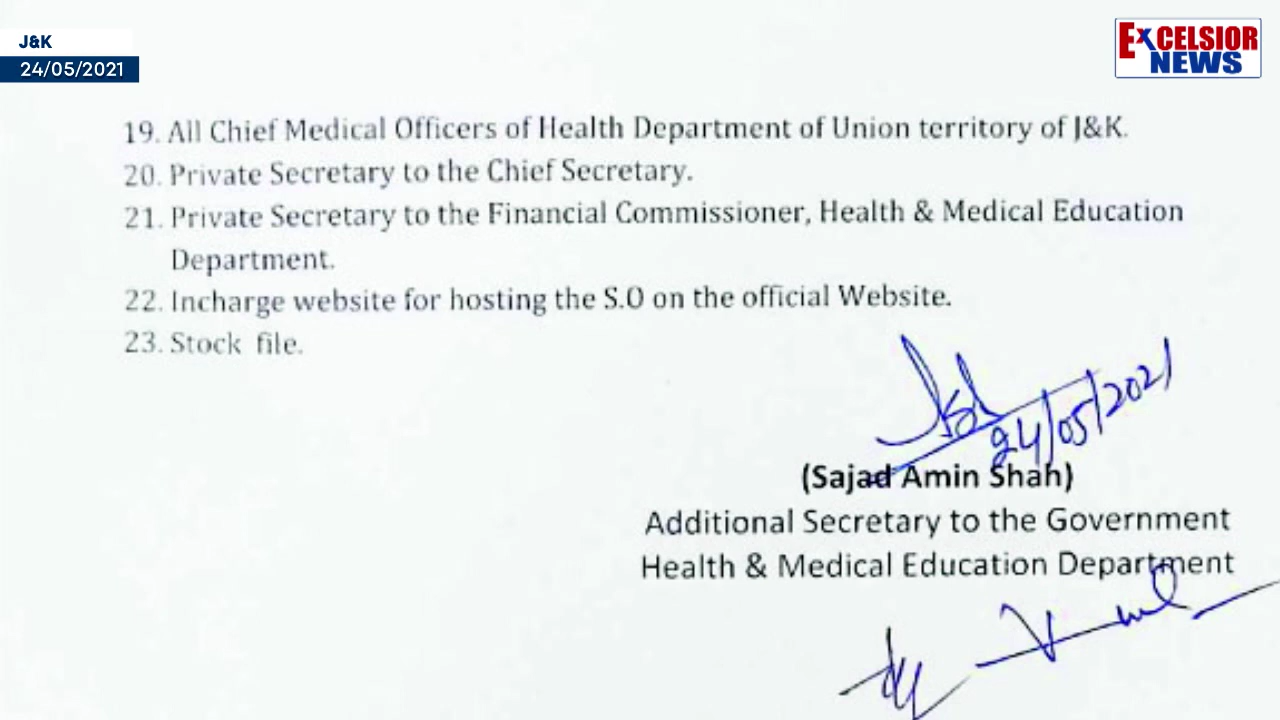 J&K
24/05/2021
EXCELSIOR
NEWS
19. All Chief Medical Officers of Health Department of Union territory of J&K.
20. Private Secretary to the Chief Secretary.
21. Private Secretary to the Financial Commissioner, Health & Medical Education
Department.
22. Incharge website for hosting the S.O on the official Website.
23. Stock file.
24/05/2021
(Sajad Amin Shah)
Additional Secretary to the Government
Health & Medical Education Department